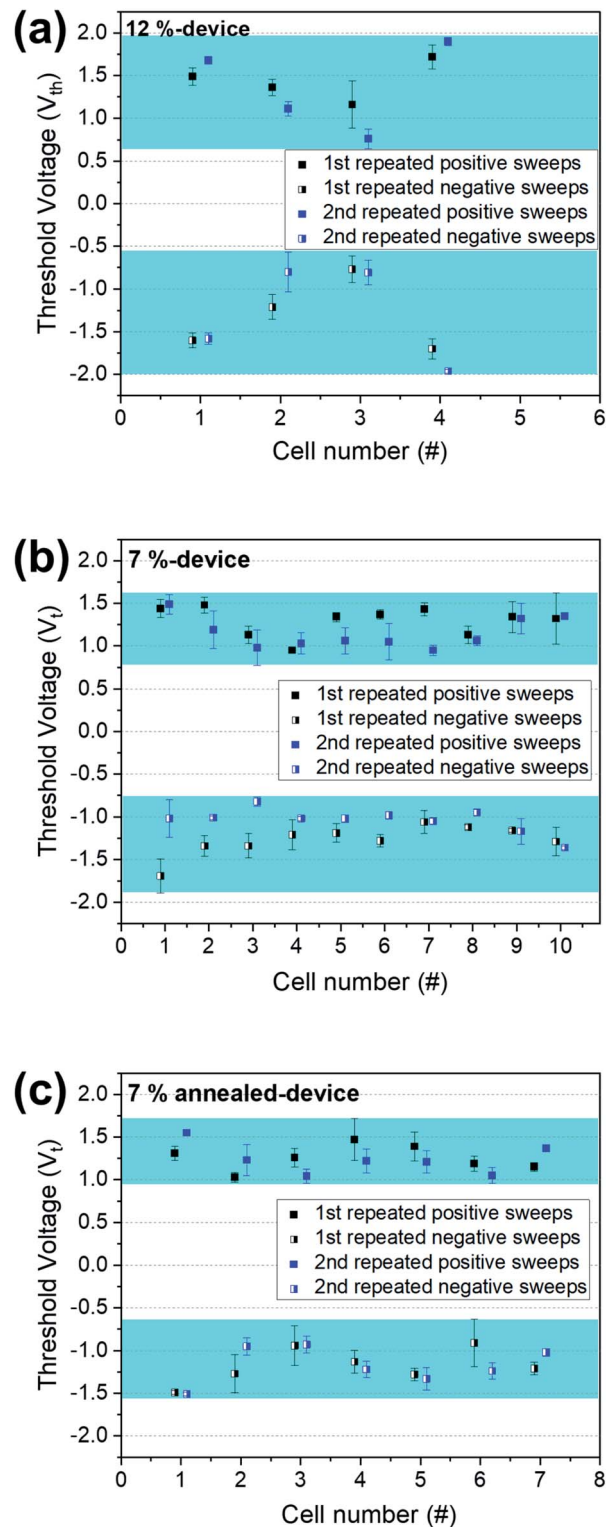 (a)
12 %-device
2.0
1.5
1.0
0.5
0.0
-0.5
-1.0
-1.5
-2.0
Threshold Voltage (Vth)
1st repeated positive sweeps
1st repeated negative sweeps
2nd repeated positive sweeps
2nd repeated negative sweeps
0 1 2 3 4 5 6
Cell number (#)
(b)
7 %-device
2.0
1.5
1.0
0.5
0.0
-0.5
-1.0
-1.5
-2.0
Threshold Voltage (Vt)
1st repeated positive sweeps
1st repeated negative sweeps
2nd repeated positive sweeps
2nd repeated negative sweeps
0 1 2 3 4 5 6 7 8 9 10
Cell number (#)
(c)
7 % annealed-device
2.0
1.5
1.0
0.5
0.0
-0.5
-1.0
-1.5
-2.0
Threshold Voltage (Vt)
1st repeated positive sweeps
1st repeated negative sweeps
2nd repeated positive sweeps
2nd repeated negative sweeps
0 1 2 3 4 5 6 7 8
Cell number (#)